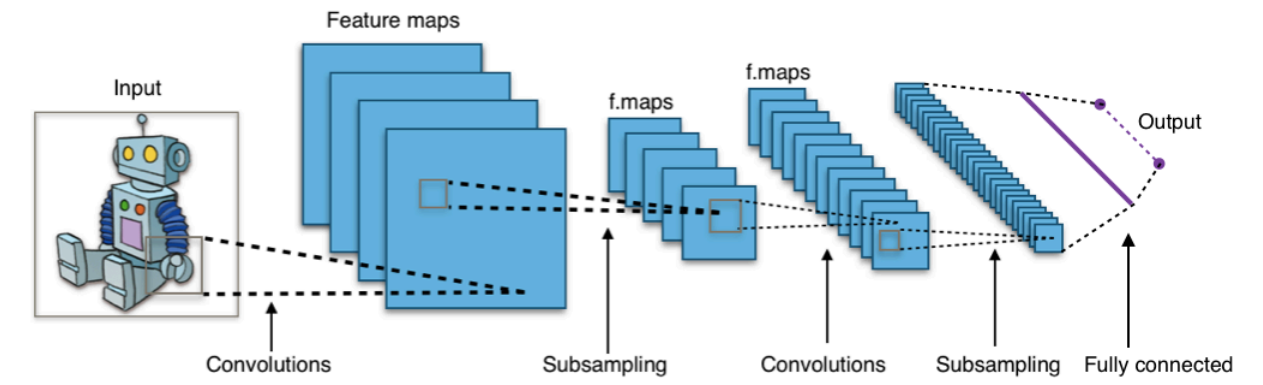 Feature maps
Input
f.maps
f.maps
Output
Convolutions
Subsampling
Convolutions
Subsampling
Fully connected